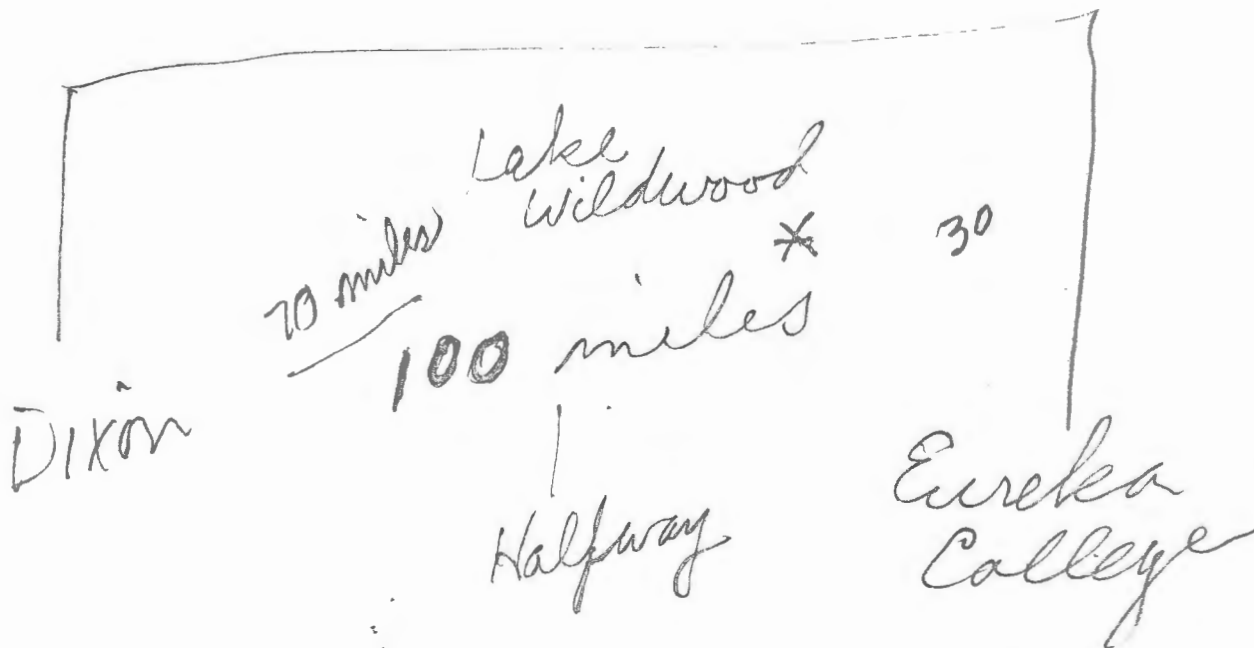 Lake
Wildwood
70 miles
* 30
100 miles
Dixon
Halfway
Eureka
College